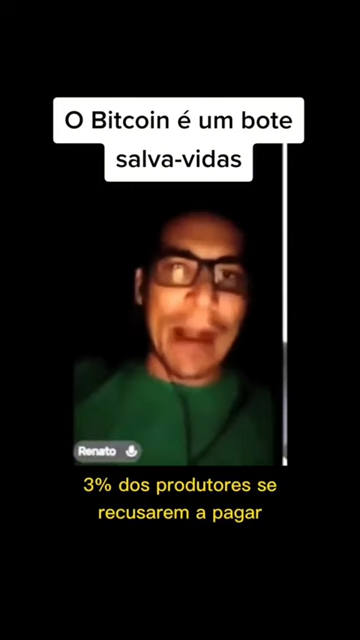 O Bitcoin é um bote
salva-vidas
Renato
3% dos produtores se
recusarem a pagar